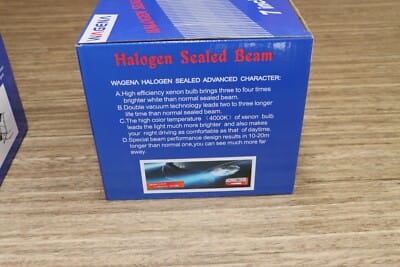 WAGENA
Halogen Sealed Beam
WAGENA HALOGEN SEALED ADVANCED CHARACTER:
A.High efficiency xenon bulb brings three to four times
brighter while than normal sealed beam.
B.Double vacuum technology leads two to three longer
life time than normal sealed beam.
C.The high color temperature （4000K）of xenon bulb
leads the light much more brighter and also makes
your night driving as comfortable as that of daytime.
D.Special beam performance design results in 10-20m
longer than normal one,you can see much more far
away.